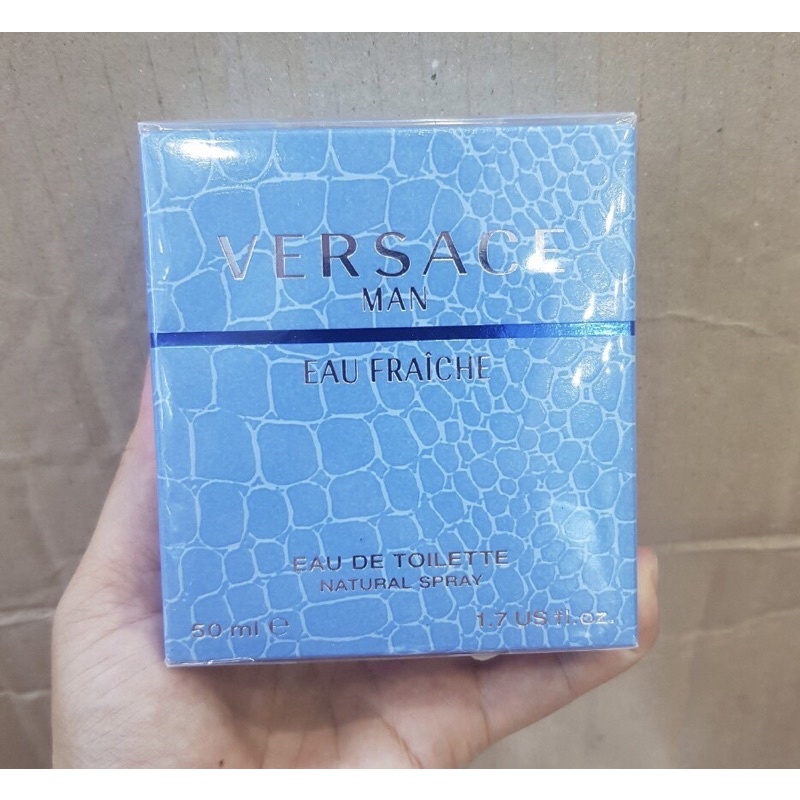 VERSACE
MAN
EAU FRAÎCHE
EAU DE TOILETTE
NATURAL SPRAY
50 ml ℮ 1.7 US fl.oz.